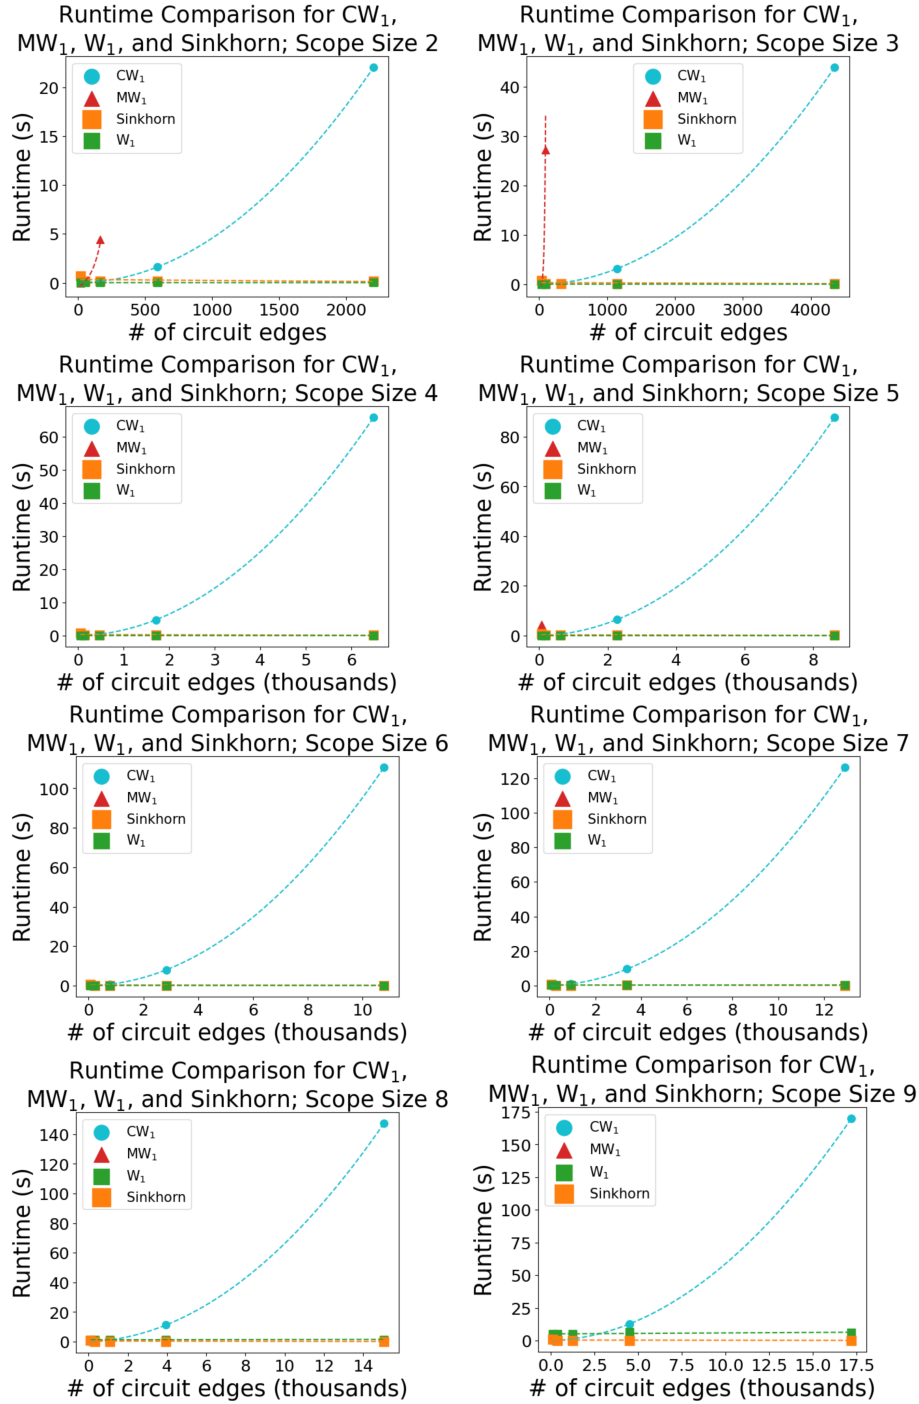 Runtime Comparison for CW₁,
MW₁, W₁, and Sinkhorn; Scope Size 2
CW₁
MW₁
Sinkhorn
W₁
Runtime (s)
20
15
10
5
0
0 500 1000 1500 2000
# of circuit edges
Runtime Comparison for CW₁,
MW₁, W₁, and Sinkhorn; Scope Size 3
CW₁
MW₁
Sinkhorn
W₁
Runtime (s)
40
30
20
10
0
0 1000 2000 3000 4000
# of circuit edges
Runtime Comparison for CW₁,
MW₁, W₁, and Sinkhorn; Scope Size 4
CW₁
MW₁
Sinkhorn
W₁
Runtime (s)
60
50
40
30
20
10
0
0 1 2 3 4 5 6
# of circuit edges (thousands)
Runtime Comparison for CW₁,
MW₁, W₁, and Sinkhorn; Scope Size 5
CW₁
MW₁
Sinkhorn
W₁
Runtime (s)
80
60
40
20
0
0 2 4 6 8
# of circuit edges (thousands)
Runtime Comparison for CW₁,
MW₁, W₁, and Sinkhorn; Scope Size 6
CW₁
MW₁
Sinkhorn
W₁
Runtime (s)
100
80
60
40
20
0
0 2 4 6 8 10
# of circuit edges (thousands)
Runtime Comparison for CW₁,
MW₁, W₁, and Sinkhorn; Scope Size 7
CW₁
MW₁
Sinkhorn
W₁
Runtime (s)
120
100
80
60
40
20
0
0 2 4 6 8 10 12
# of circuit edges (thousands)
Runtime Comparison for CW₁,
MW₁, W₁, and Sinkhorn; Scope Size 8
CW₁
MW₁
W₁
Sinkhorn
Runtime (s)
140
120
100
80
60
40
20
0
0 2 4 6 8 10 12 14
# of circuit edges (thousands)
Runtime Comparison for CW₁,
MW₁, W₁, and Sinkhorn; Scope Size 9
CW₁
MW₁
W₁
Sinkhorn
Runtime (s)
175
150
125
100
75
50
25
0
0.0 2.5 5.0 7.5 10.0 12.5 15.0 17.5
# of circuit edges (thousands)